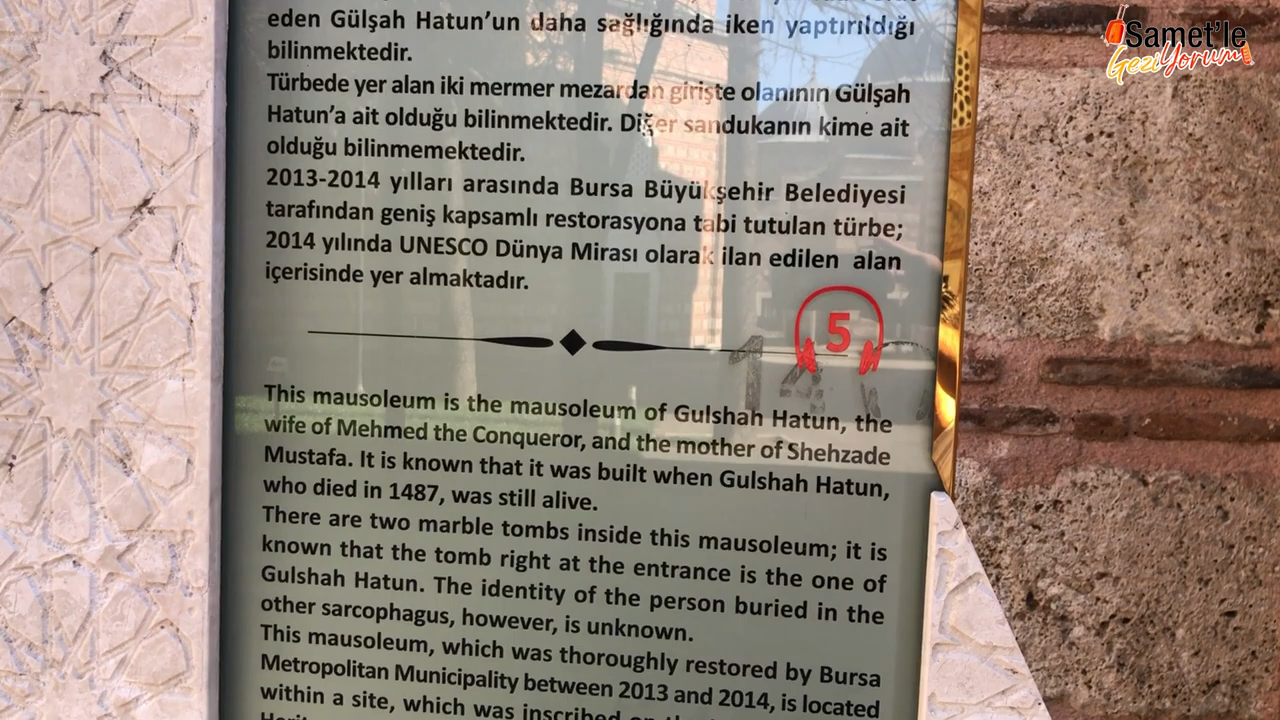 Samet'le
GeziYorum
eden Gülşah Hatun'un daha sağlığında iken yaptırıldığı
bilinmektedir.
Türbede yer alan iki mermer mezardan girişte olanının Gülşah
Hatun'a ait olduğu bilinmektedir. Diğer sandukanın kime ait
olduğu bilinmemektedir.
2013-2014 yılları arasında Bursa Büyükşehir Belediyesi
tarafından geniş kapsamlı restorasyona tabi tutulan türbe;
2014 yılında UNESCO Dünya Mirası olarak ilan edilen alan
içerisinde yer almaktadır.
5
This mausoleum is the mausoleum of Gulshah Hatun, the
wife of Mehmed the Conqueror, and the mother of Shehzade
Mustafa. It is known that it was built when Gulshah Hatun,
who died in 1487, was still alive.
There are two marble tombs inside this mausoleum; it is
known that the tomb right at the entrance is the one of
Gulshah Hatun. The identity of the person buried in the
other sarcophagus, however, is unknown.
This mausoleum, which was thoroughly restored by Bursa
Metropolitan Municipality between 2013 and 2014, is located
within a site, which was inscribed on the